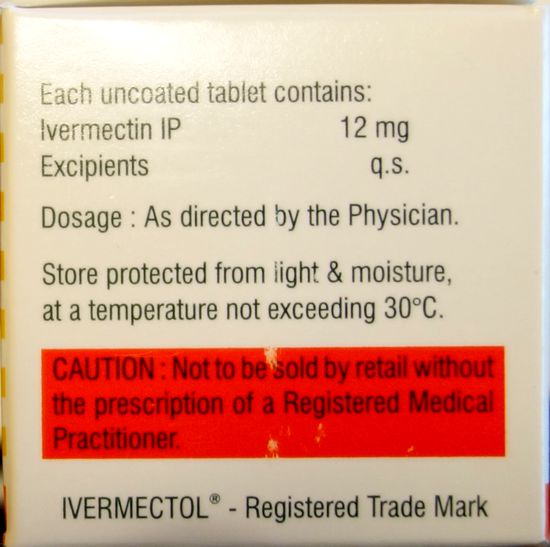 Each uncoated tablet contains:
Ivermectin IP 12 mg
Excipients q.s.
Dosage : As directed by the Physician.
Store protected from light & moisture,
at a temperature not exceeding 30°C.
CAUTION : Not to be sold by retail without
the prescription of a Registered Medical
Practitioner.
IVERMECTOL® - Registered Trade Mark